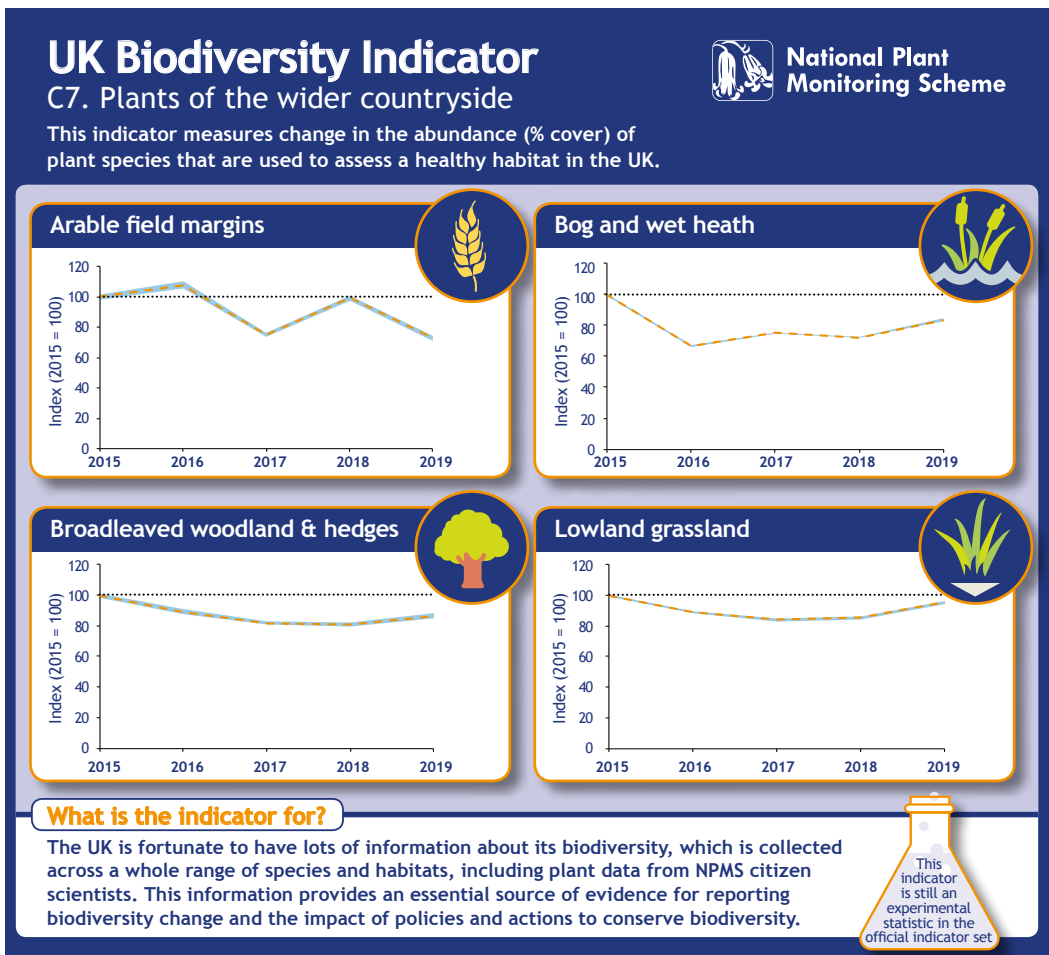 UK Biodiversity Indicator
C7. Plants of the wider countryside
This indicator measures change in the abundance (% cover) of
plant species that are used to assess a healthy habitat in the UK.
National Plant
Monitoring Scheme
Arable field margins
Index (2015 = 100)
120
100
80
60
40
20
0
2015 2016 2017 2018 2019
Bog and wet heath
Index (2015 = 100)
120
100
80
60
40
20
0
2015 2016 2017 2018 2019
Broadleaved woodland & hedges
Index (2015 = 100)
120
100
80
60
40
20
0
2015 2016 2017 2018 2019
Lowland grassland
Index (2015 = 100)
120
100
80
60
40
20
0
2015 2016 2017 2018 2019
What is the indicator for?
The UK is fortunate to have lots of information about its biodiversity, which is collected
across a whole range of species and habitats, including plant data from NPMS citizen
scientists. This information provides an essential source of evidence for reporting
biodiversity change and the impact of policies and actions to conserve biodiversity.
This
indicator
is still an
experimental
statistic in the
official indicator set